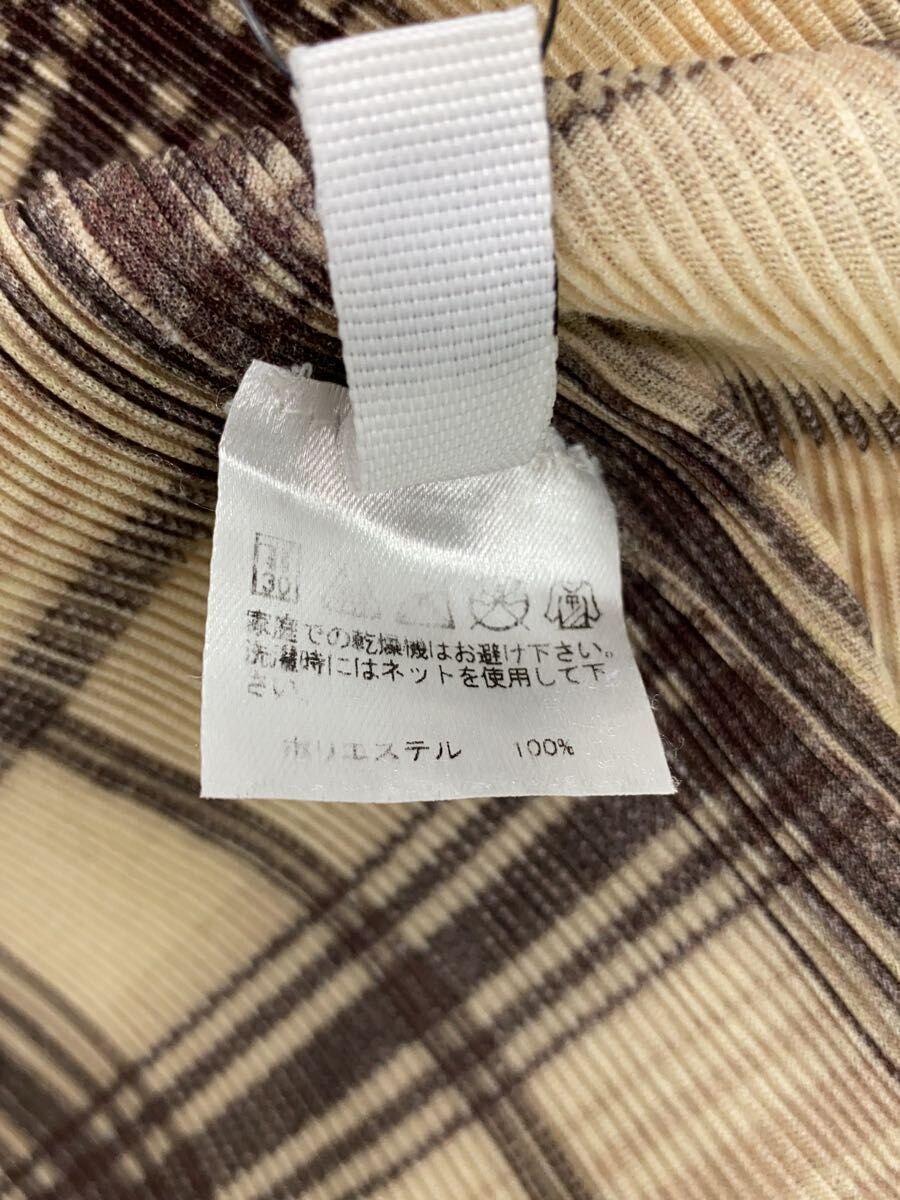 30
家庭での乾燥機はお避け下さい。
洗濯時にはネットを使用して下
さい
ポリエステル 100%